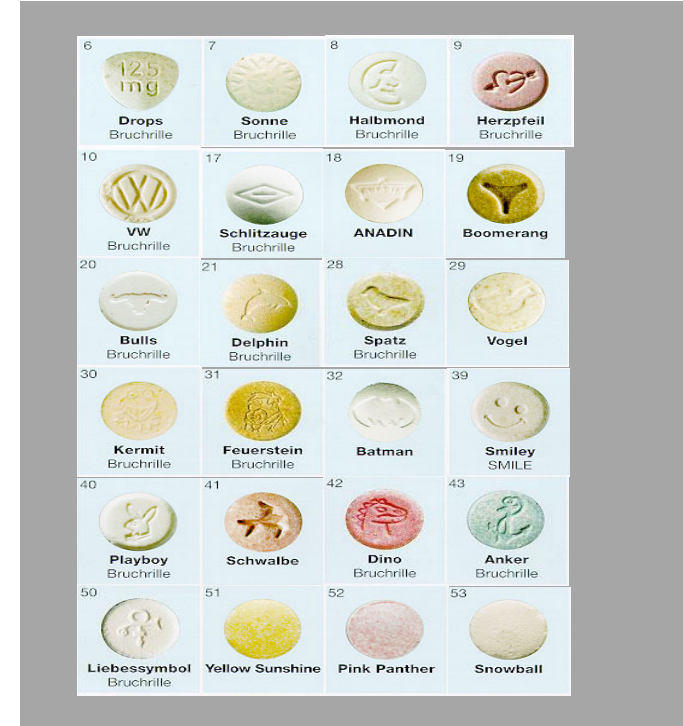 6 7 8 9
125
mg
Drops Sonne Halbmond Herzpfeil
Bruchrille Bruchrille Bruchrille Bruchrille
10 17 18 19
VW
VW Schlitzauge ANADIN Boomerang
Bruchrille Bruchrille
20 21 28 29
Bulls Delphin Spatz Vogel
Bruchrille Bruchrille Bruchrille
30 31 32 39
Kermit Feuerstein Batman Smiley
Bruchrille Bruchrille SMILE
40 41 42 43
Playboy Schwalbe Dino Anker
Bruchrille Bruchrille Bruchrille
50 51 52 53
Liebessymbol Yellow Sunshine Pink Panther Snowball
Bruchrille